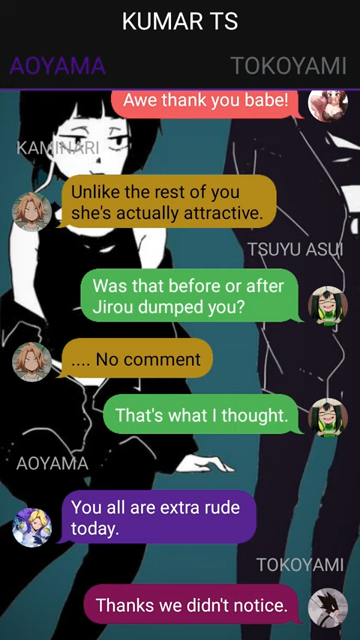 KUMAR TS
AOYAMA
TOKOYAMI
Awe thank you babe!
KAMINARI
Unlike the rest of you
she's actually attractive.
TSUYU ASUI
Was that before or after
Jirou dumped you?
.... No comment
That's what I thought.
AOYAMA
You all are extra rude
today.
TOKOYAMI
Thanks we didn't notice.